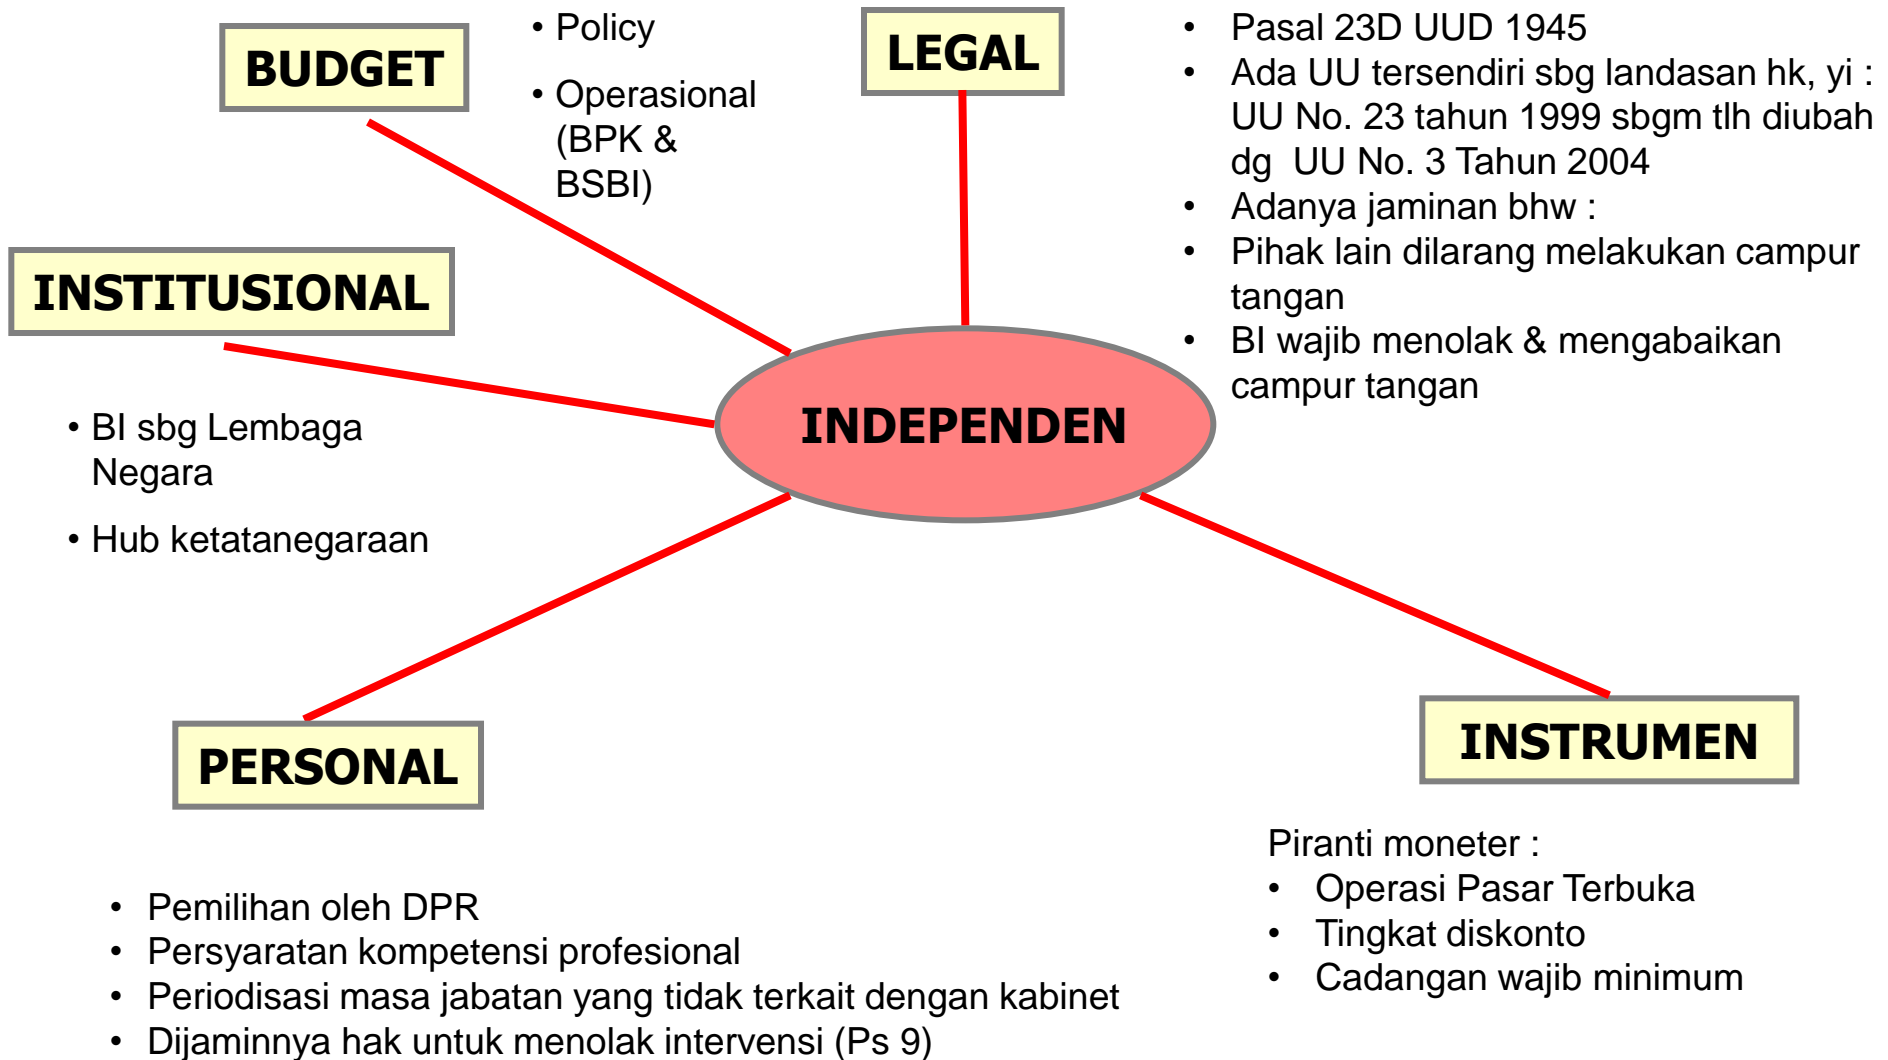 BUDGET
• Policy
• Operasional
(BPK &
BSBI)
LEGAL
• Pasal 23D UUD 1945
• Ada UU tersendiri sbg landasan hk, yi :
UU No. 23 tahun 1999 sbgm tlh diubah
dg UU No. 3 Tahun 2004
• Adanya jaminan bhw :
• Pihak lain dilarang melakukan campur
tangan
• BI wajib menolak & mengabaikan
campur tangan
INSTITUSIONAL
• BI sbg Lembaga
Negara
• Hub ketatanegaraan
INDEPENDEN
PERSONAL
• Pemilihan oleh DPR
• Persyaratan kompetensi profesional
• Periodisasi masa jabatan yang tidak terkait dengan kabinet
• Dijaminnya hak untuk menolak intervensi (Ps 9)
INSTRUMEN
Piranti moneter :
• Operasi Pasar Terbuka
• Tingkat diskonto
• Cadangan wajib minimum